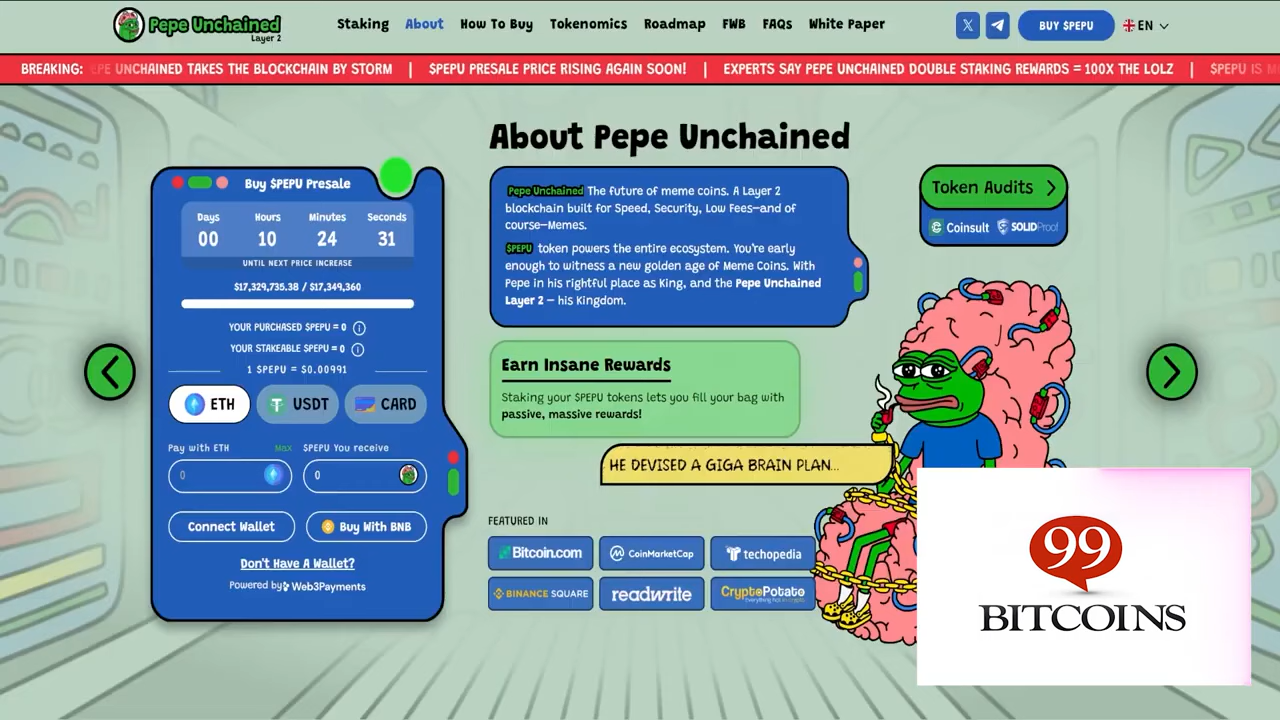 Pepe Unchained
Layer 2
Staking About How To Buy Tokenomics Roadmap FWB FAQs White Paper
BUY $PEPU
EN
BREAKING: EPE UNCHAINED TAKES THE BLOCKCHAIN BY STORM | $PEPU PRESALE PRICE RISING AGAIN SOON! | EXPERTS SAY PEPE UNCHAINED DOUBLE STAKING REWARDS = 100X THE LOLZ | $PEPU IS
About Pepe Unchained
Buy $PEPU Presale
Days Hours Minutes Seconds
00 10 24 31
UNTIL NEXT PRICE INCREASE
$17,329,735.38 / $17,349,360
YOUR PURCHASED $PEPU = 0
YOUR STAKEABLE $PEPU = 0
1 $PEPU = $0.00991
ETH USDT CARD
Pay with ETH Max $PEPU You receive
0 0
Connect Wallet Buy With BNB
Don't Have A Wallet?
Powered by Web3Payments
Pepe Unchained The future of meme coins. A Layer 2
blockchain built for Speed, Security, Low Fees—and of
course—Memes.
$PEPU token powers the entire ecosystem. You're early
enough to witness a new golden age of Meme Coins. With
Pepe in his rightful place as King, and the Pepe Unchained
Layer 2 – his Kingdom.
Earn Insane Rewards
Staking your $PEPU tokens lets you fill your bag with
passive, massive rewards!
HE DEVISED A GIGA BRAIN PLAN...
FEATURED IN
Bitcoin.com CoinMarketCap techopedia
BINANCE SQUARE readwrite CryptoPotato
Token Audits
Coinsult SOLIDProof
99
BITCOINS